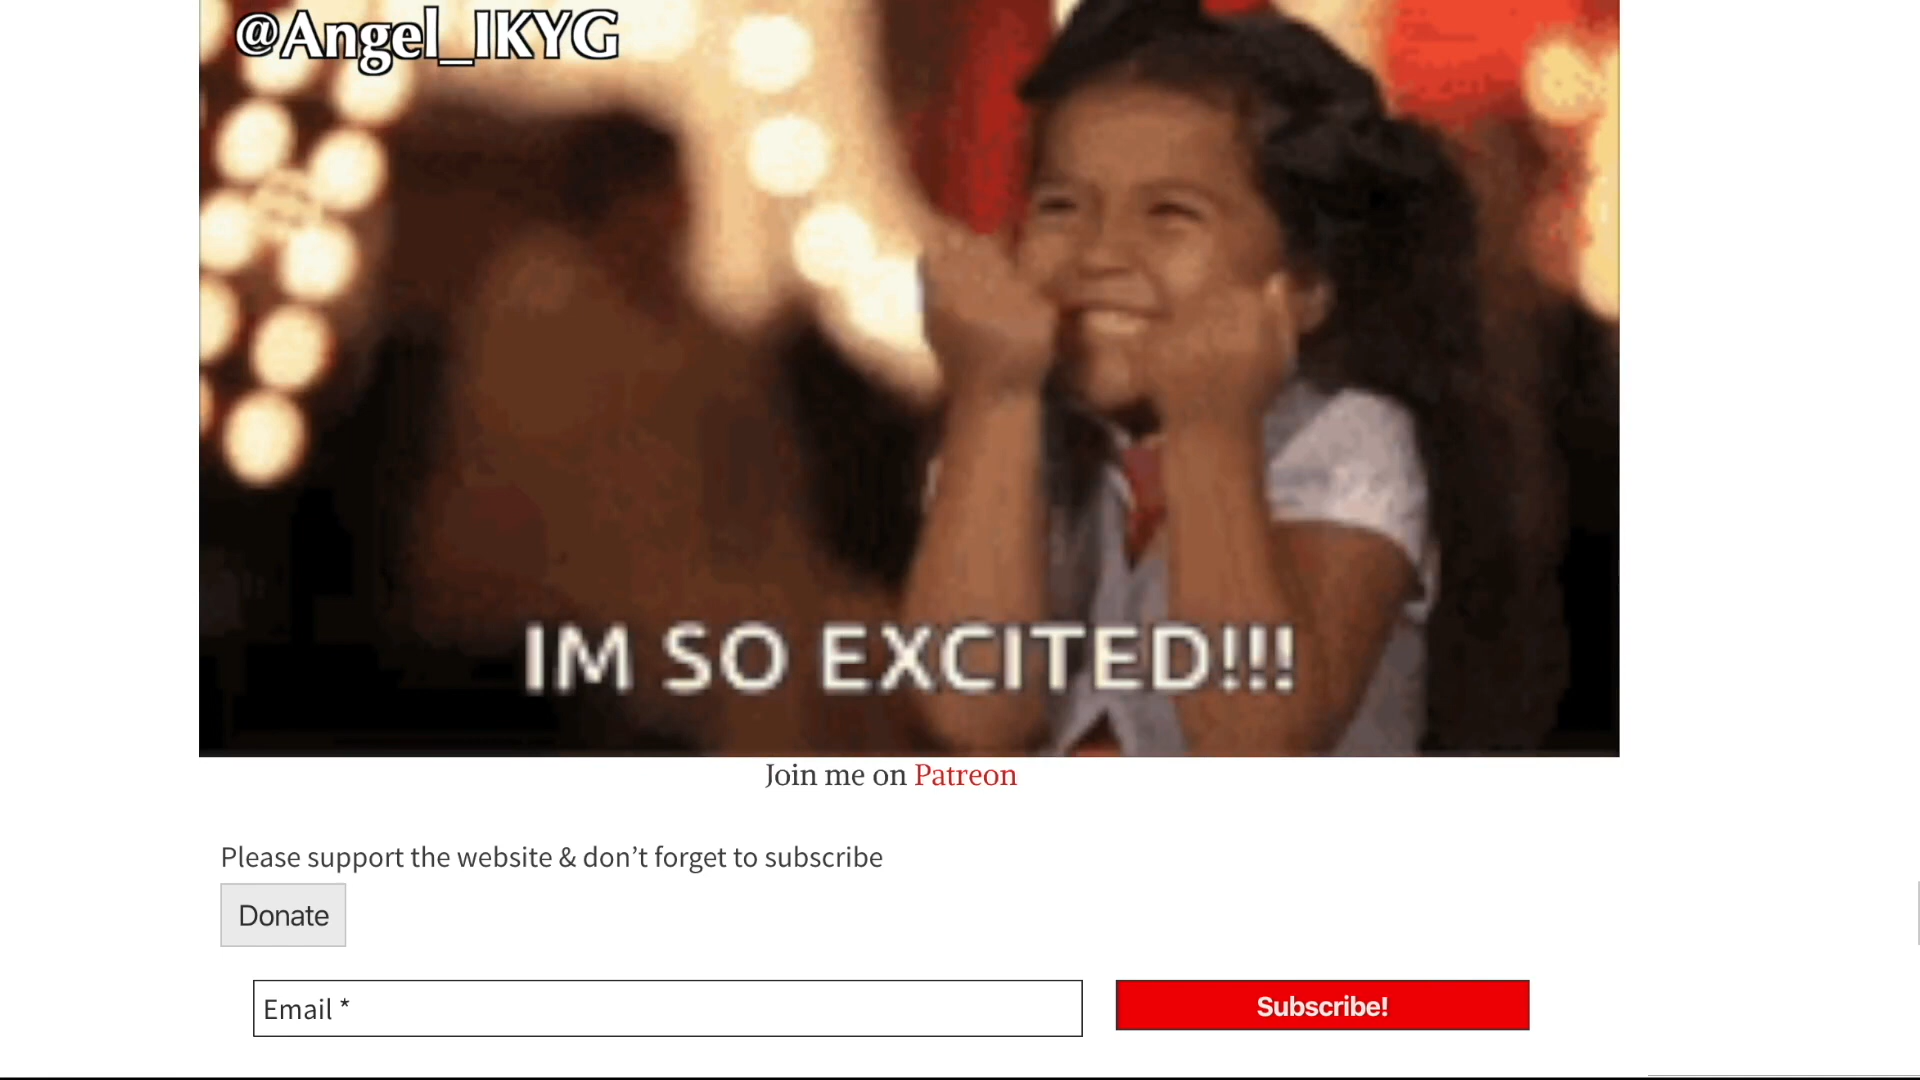 @Angel_IKYG
IM SO EXCITED!!!
Join me on Patreon
Please support the website & don’t forget to subscribe
Donate
Email *
Subscribe!